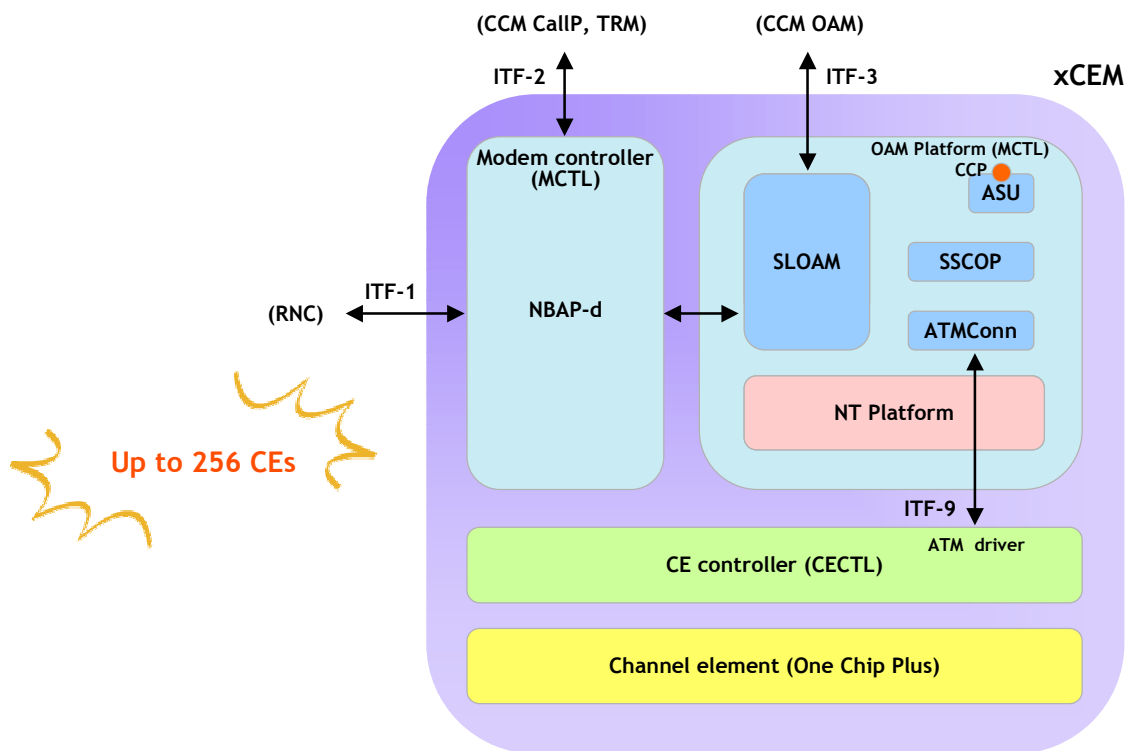 (CCM CallP, TRM)
(CCM OAM)
ITF-2
ITF-3
xCEM
Modem controller
(MCTL)
OAM Platform (MCTL)
CCP
ASU
SLOAM
SSCOP
ITF-1
(RNC)
NBAP-d
ATMConn
NT Platform
Up to 256 CEs
ITF-9
ATM driver
CE controller (CECTL)
Channel element (One Chip Plus)